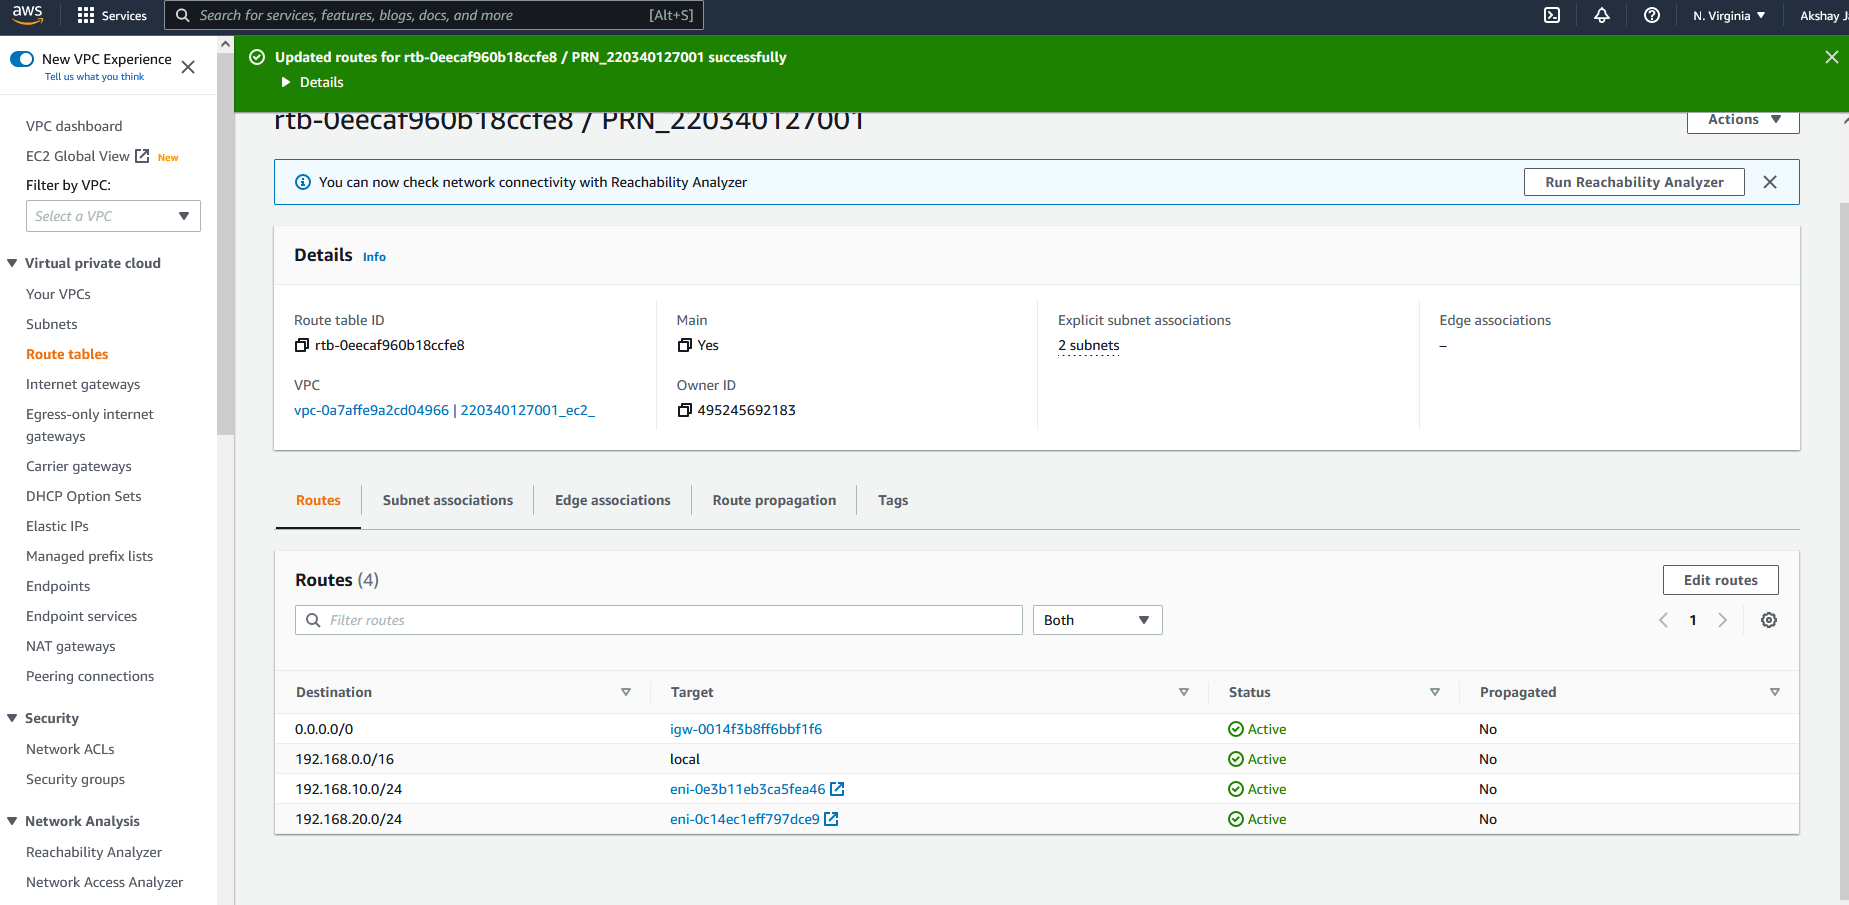 aws
Services
Search for services, features, blogs, docs, and more
[Alt+S]
N. Virginia
Akshay
New VPC Experience
Tell us what you think
Updated routes for rtb-0eecaf960b18ccfe8 / PRN_220340127001 successfully
Details
VPC dashboard
EC2 Global View
New
Filter by VPC:
Select a VPC
Virtual private cloud
Your VPCs
Subnets
Route tables
Internet gateways
Egress-only internet
gateways
Carrier gateways
DHCP Option Sets
Elastic IPs
Managed prefix lists
Endpoints
Endpoint services
NAT gateways
Peering connections
Security
Network ACLs
Security groups
Network Analysis
Reachability Analyzer
Network Access Analyzer
rtb-0eecaf960b18ccfe8 / PRN_220340127001
Actions
You can now check network connectivity with Reachability Analyzer
Run Reachability Analyzer
Details Info
Route table ID
rtb-0eecaf960b18ccfe8
Main
Yes
Explicit subnet associations
2 subnets
Edge associations
–
VPC
vpc-0a7affe9a2cd04966 | 220340127001_ec2_
Owner ID
495245692183
Routes
Subnet associations
Edge associations
Route propagation
Tags
Routes (4)
Edit routes
Filter routes
Both
1
Destination Target Status Propagated
0.0.0.0/0 igw-0014f3b8ff6bbf1f6 Active No
192.168.0.0/16 local Active No
192.168.10.0/24 eni-0e3b11eb3ca5fea46 Active No
192.168.20.0/24 eni-0c14ec1eff797dce9 Active No